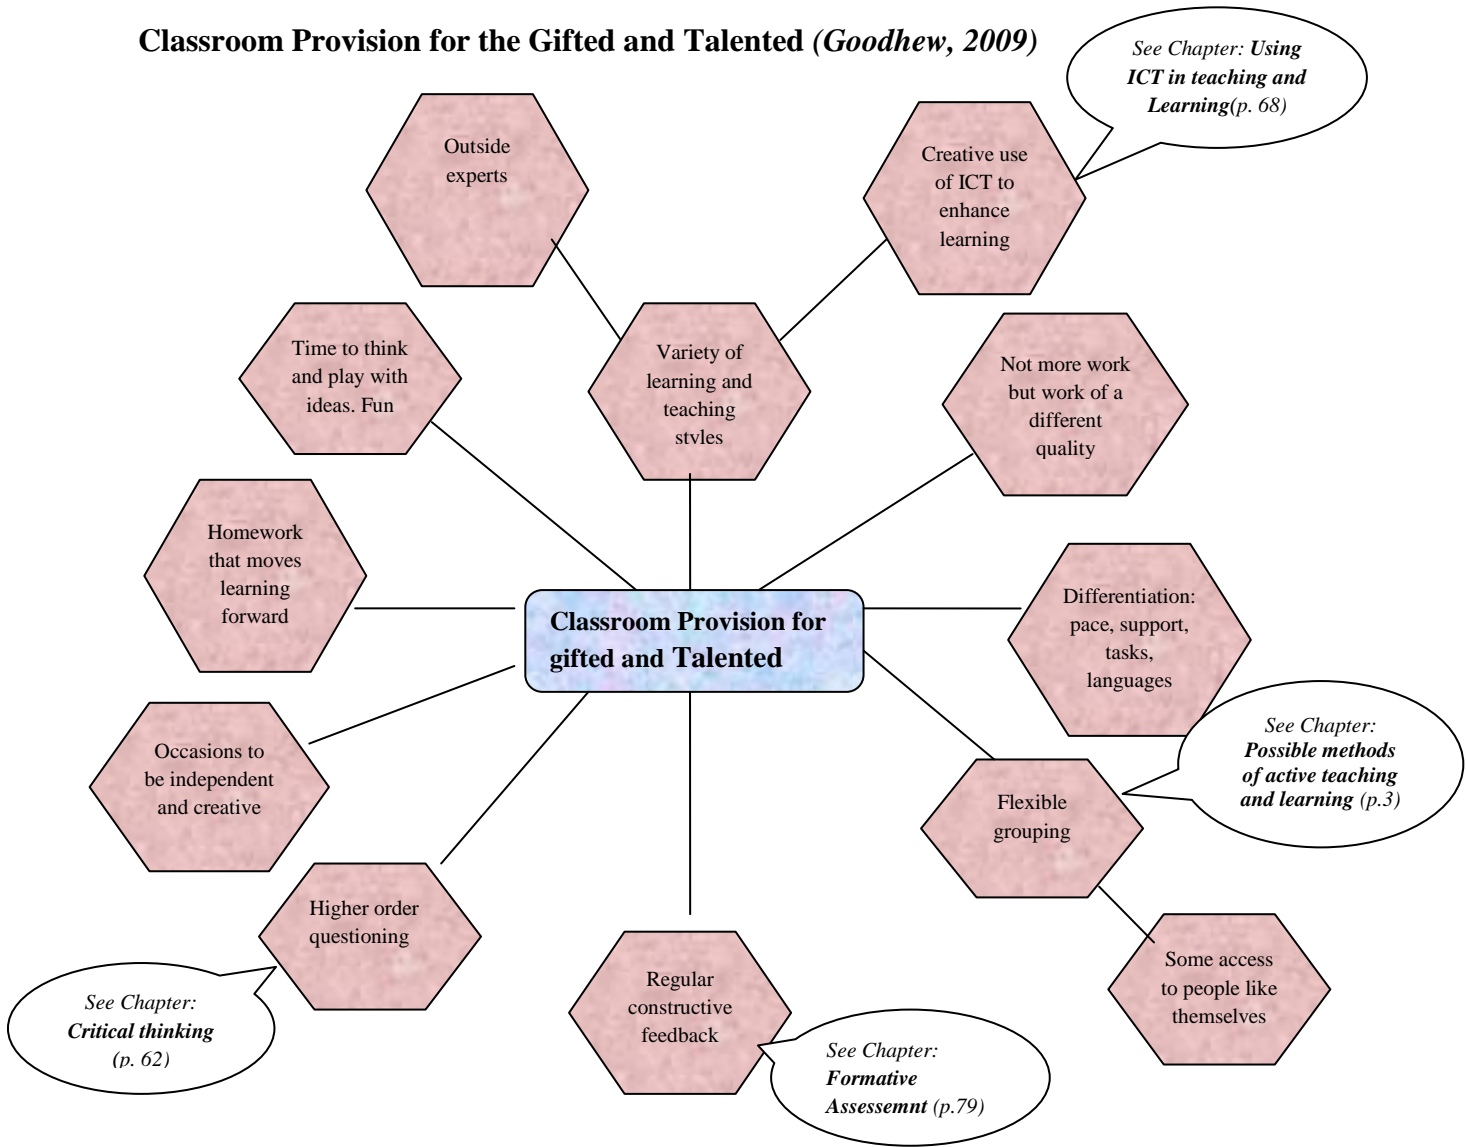 Classroom Provision for the Gifted and Talented (Goodhew, 2009)
See Chapter: Using
ICT in teaching and
Learning(p. 68)
Outside
experts
Creative use
of ICT to
enhance
learning
Time to think
and play with
ideas. Fun
Variety of
learning and
teaching
styles
Not more work
but work of a
different
quality
Homework
that moves
learning
forward
Classroom Provision for
gifted and Talented
Differentiation:
pace, support,
tasks,
languages
See Chapter:
Possible methods
of active teaching
and learning (p.3)
Occasions to
be independent
and creative
Flexible
grouping
Higher order
questioning
See Chapter:
Critical thinking
(p. 62)
Regular
constructive
feedback
Some access
to people like
themselves
See Chapter:
Formative
Assessemnt (p.79)